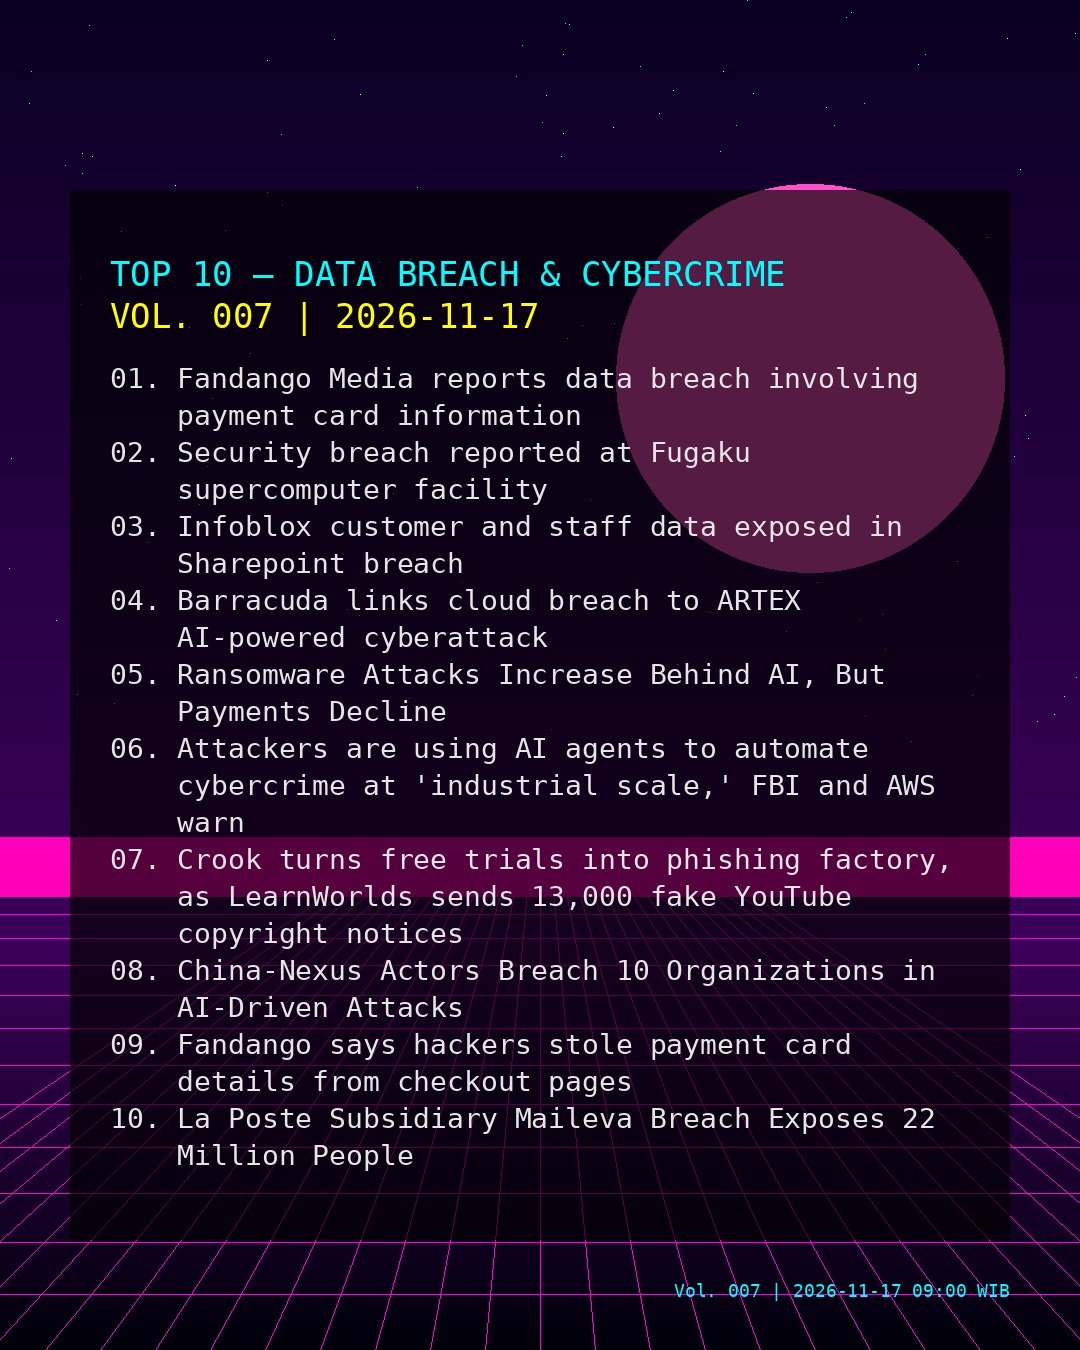 TOP 10 — DATA BREACH & CYBERCRIME
VOL. 007 | 2026-11-17
01. Fandango Media reports data breach involving
payment card information
02. Security breach reported at Fugaku
supercomputer facility
03. Infoblox customer and staff data exposed in
Sharepoint breach
04. Barracuda links cloud breach to ARTEX
AI-powered cyberattack
05. Ransomware Attacks Increase Behind AI, But
Payments Decline
06. Attackers are using AI agents to automate
cybercrime at 'industrial scale,' FBI and AWS
warn
07. Crook turns free trials into phishing factory,
as LearnWorlds sends 13,000 fake YouTube
copyright notices
08. China-Nexus Actors Breach 10 Organizations in
AI-Driven Attacks
09. Fandango says hackers stole payment card
details from checkout pages
10. La Poste Subsidiary Maileva Breach Exposes 22
Million People
Vol. 007 | 2026-11-17 09:00 WIB